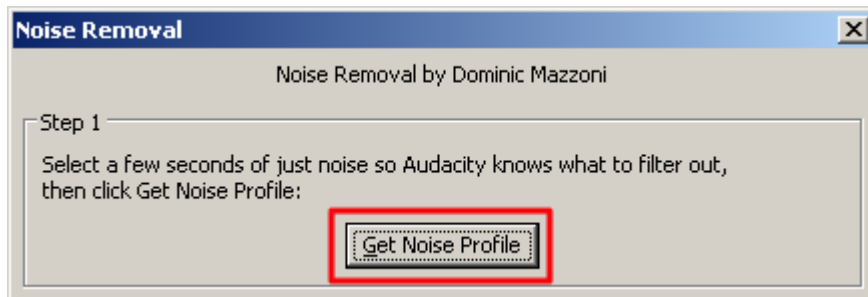 Noise Removal
Noise Removal by Dominic Mazzoni
Step 1
Select a few seconds of just noise so Audacity knows what to filter out,
then click Get Noise Profile:
Get Noise Profile